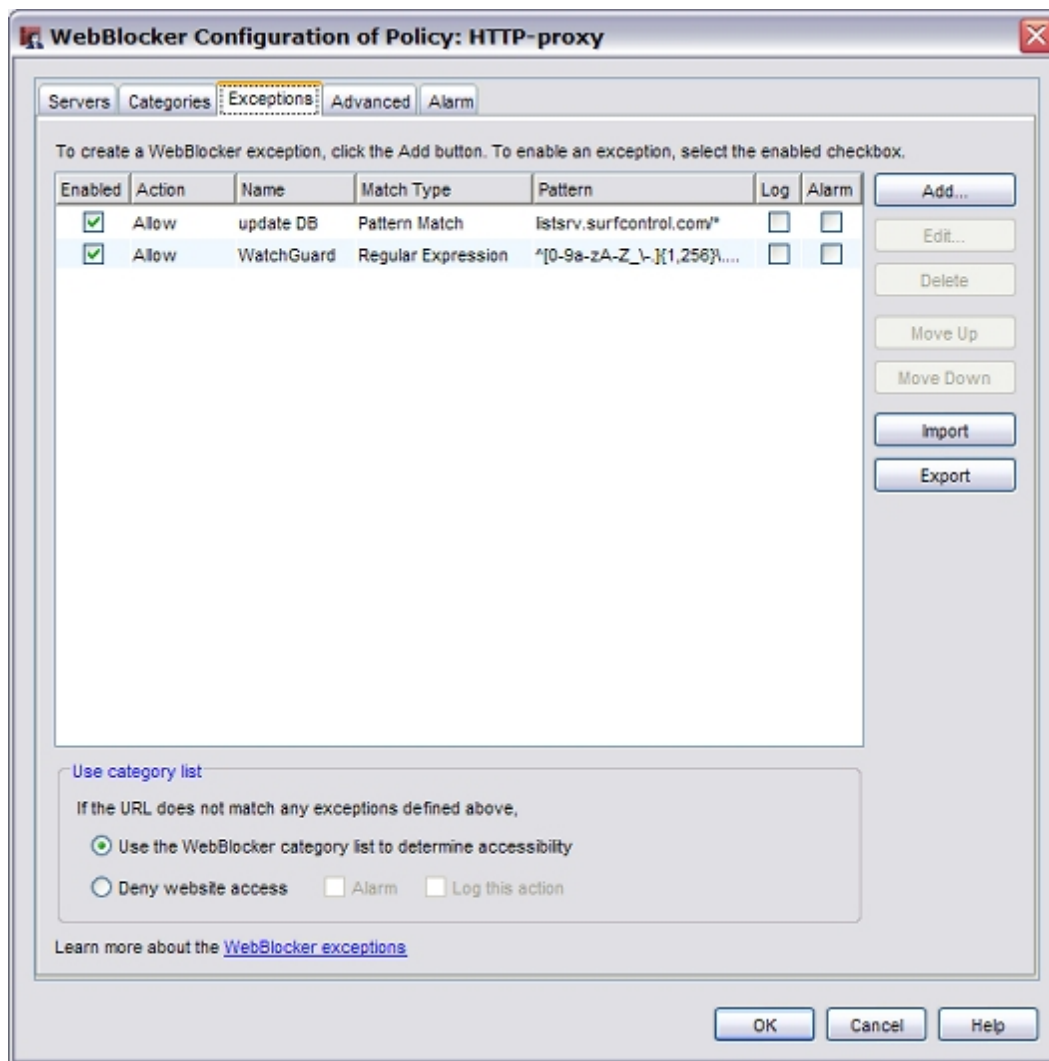 WebBlocker Configuration of Policy: HTTP-proxy
Servers Categories Exceptions Advanced Alarm
To create a WebBlocker exception, click the Add button. To enable an exception, select the enabled checkbox.
Enabled Action Name Match Type Pattern Log Alarm
Allow update DB Pattern Match listsrv.surfcontrol.com/*
Allow WatchGuard Regular Expression ^[0-9a-zA-Z_\-.]{1,256}\....
Add...
Edit...
Delete
Move Up
Move Down
Import
Export
Use category list
If the URL does not match any exceptions defined above,
Use the WebBlocker category list to determine accessibility
Deny website access Alarm Log this action
Learn more about the WebBlocker exceptions
OK Cancel Help